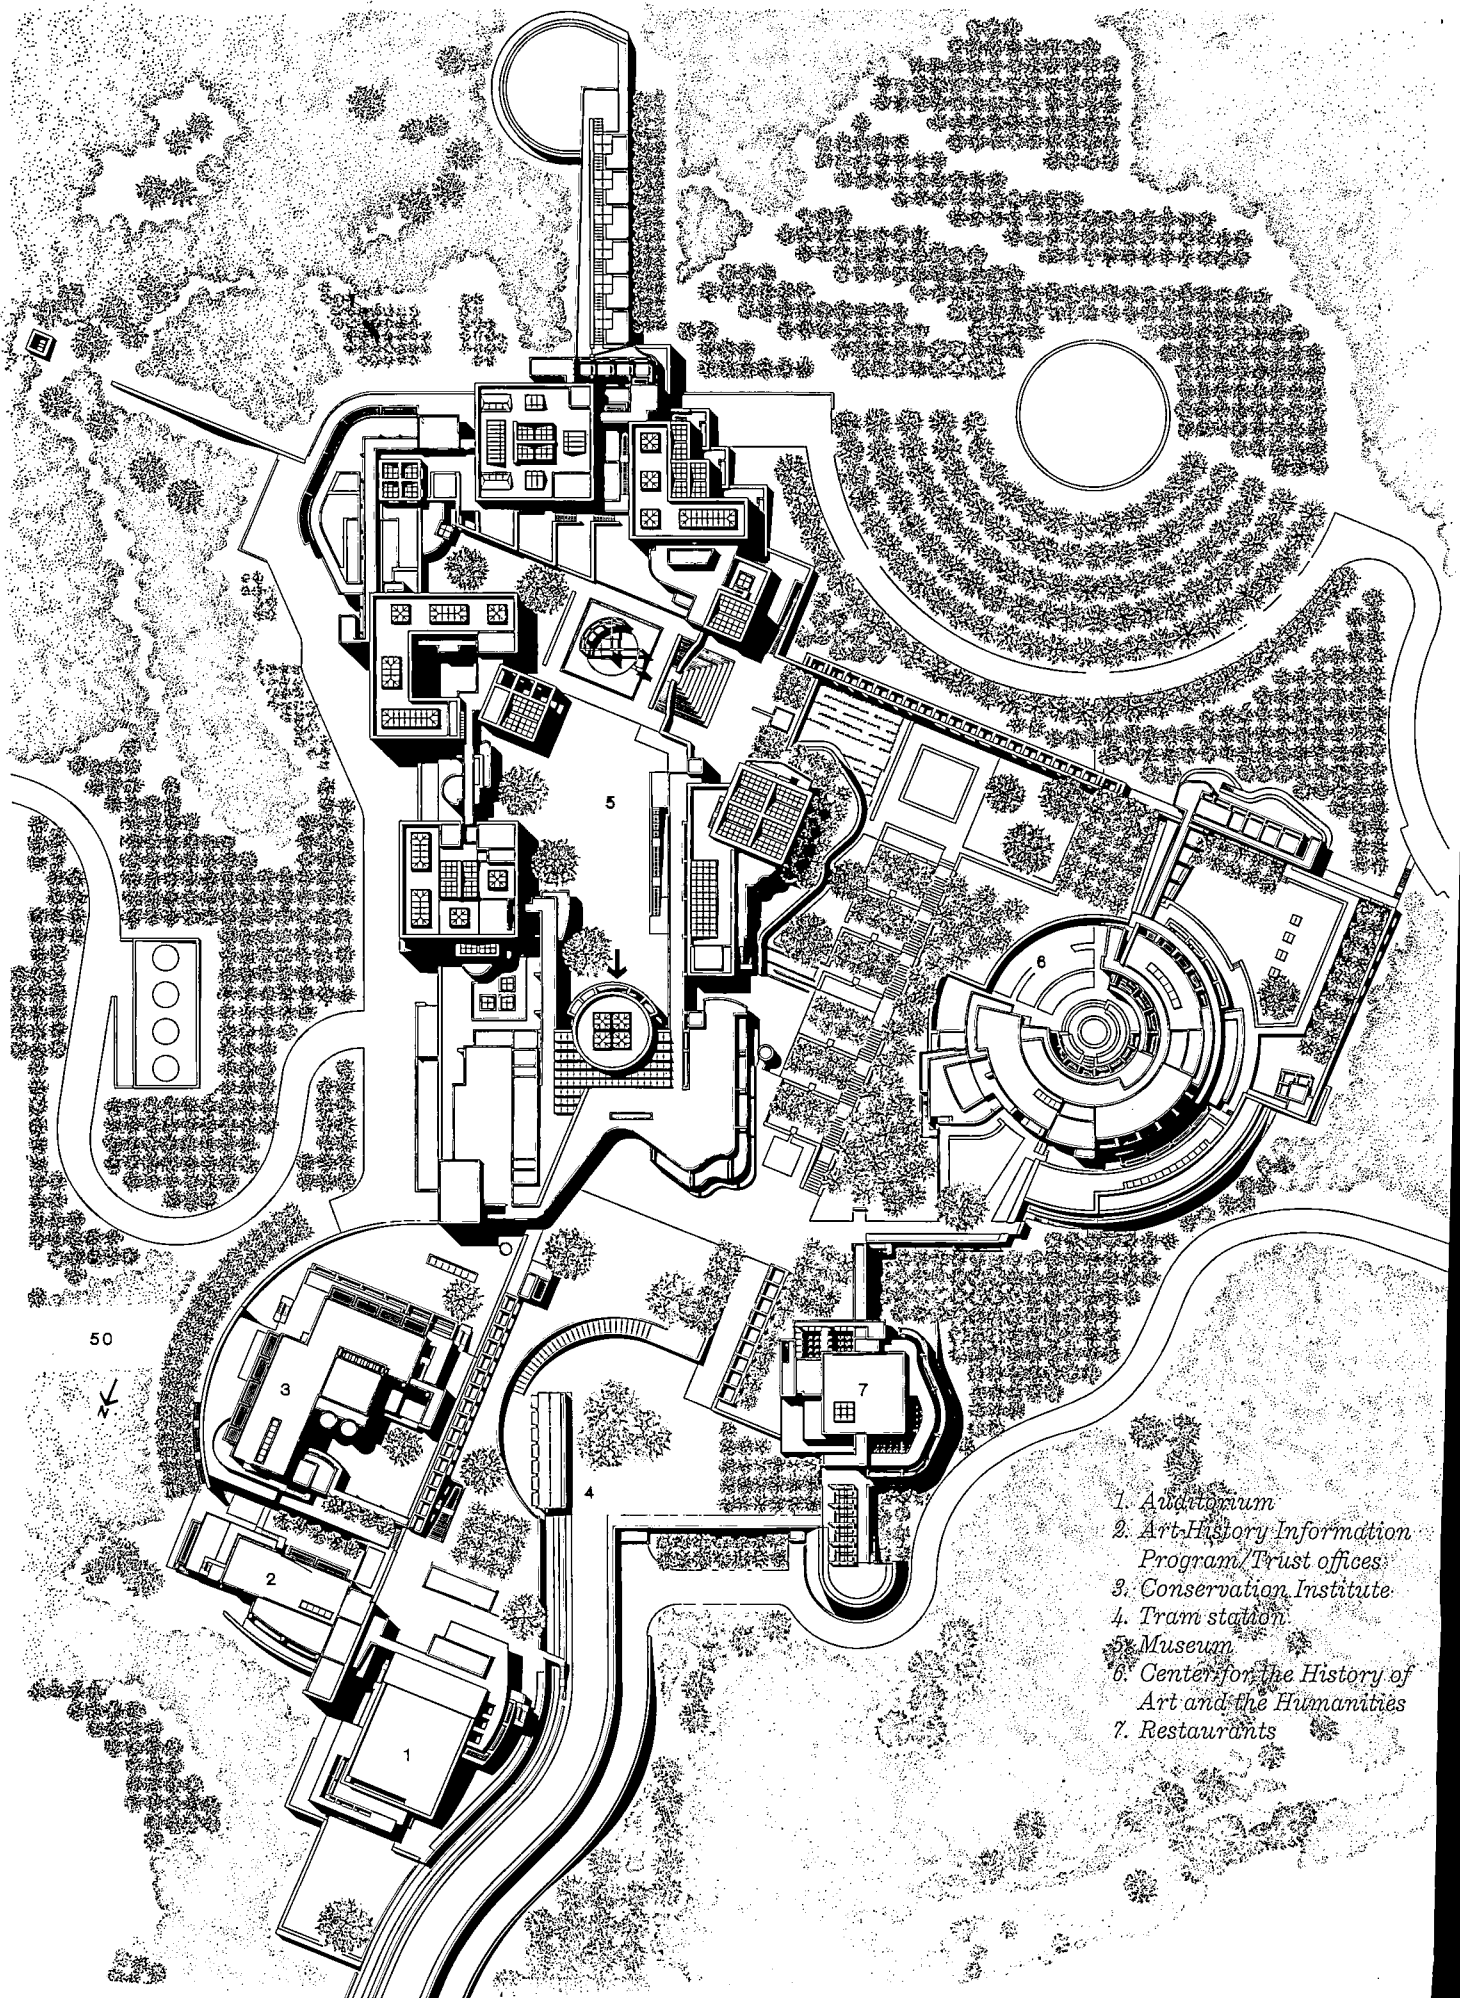 5
6
50
N
3
7
4
2
1
1. Auditorium
2. Art History Information
Program/Trust offices
3. Conservation Institute
4. Tram station
5. Museum
6. Center for the History of
Art and the Humanities
7. Restaurants